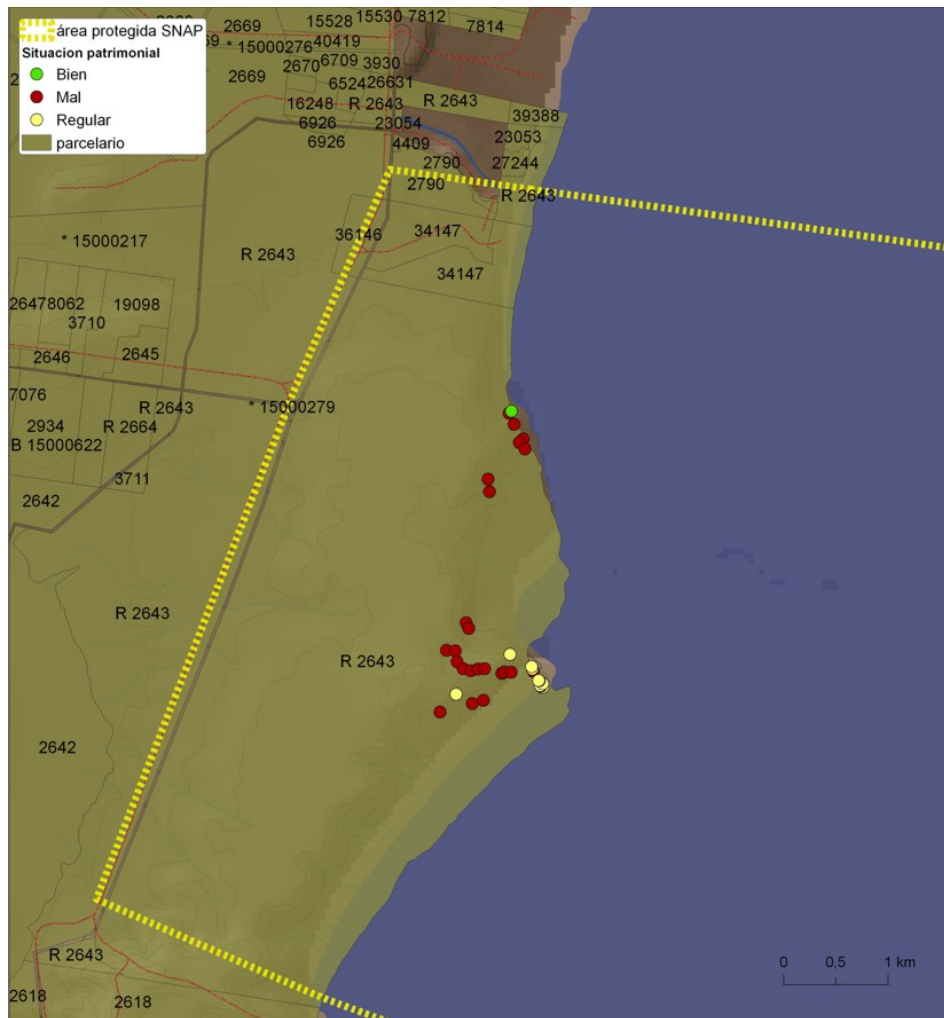 área protegida SNAP
Situacion patrimonial
Bien
Mal
Regular
parcelario
2669
15528
15530
7812
7814
69
* 15000276
40419
2669
2670
6709
3930
6524
26631
16248
R 2643
R 2643
39388
6926
23054
23053
6926
4409
2790
27244
2790
R 2643
36146
34147
* 15000217
R 2643
34147
2647
8062
19098
3710
2646
2645
7076
R 2643
* 15000279
2934
R 2664
B 15000622
3711
2642
R 2643
R 2643
2642
R 2643
2618
2618
0
0,5
1 km